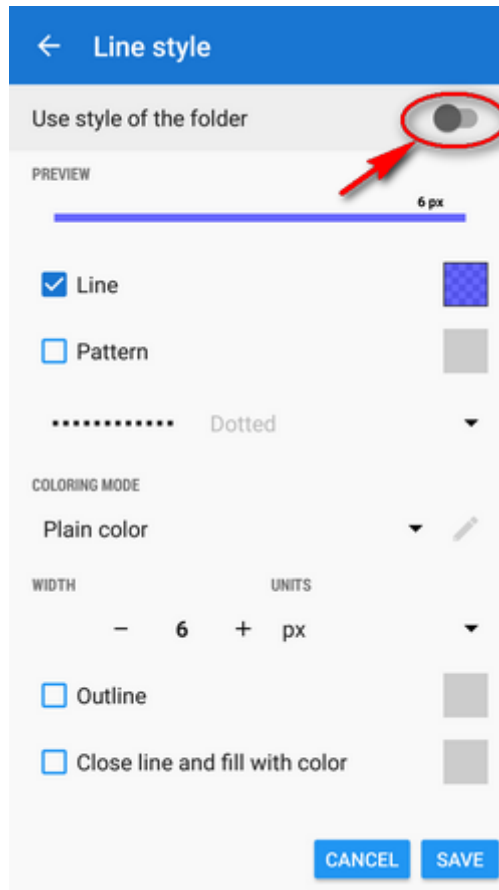 Line style
Use style of the folder
PREVIEW
6 px
Line
Pattern
Dotted
COLORING MODE
Plain color
WIDTH UNITS
− 6 + px
Outline
Close line and fill with color
CANCEL SAVE